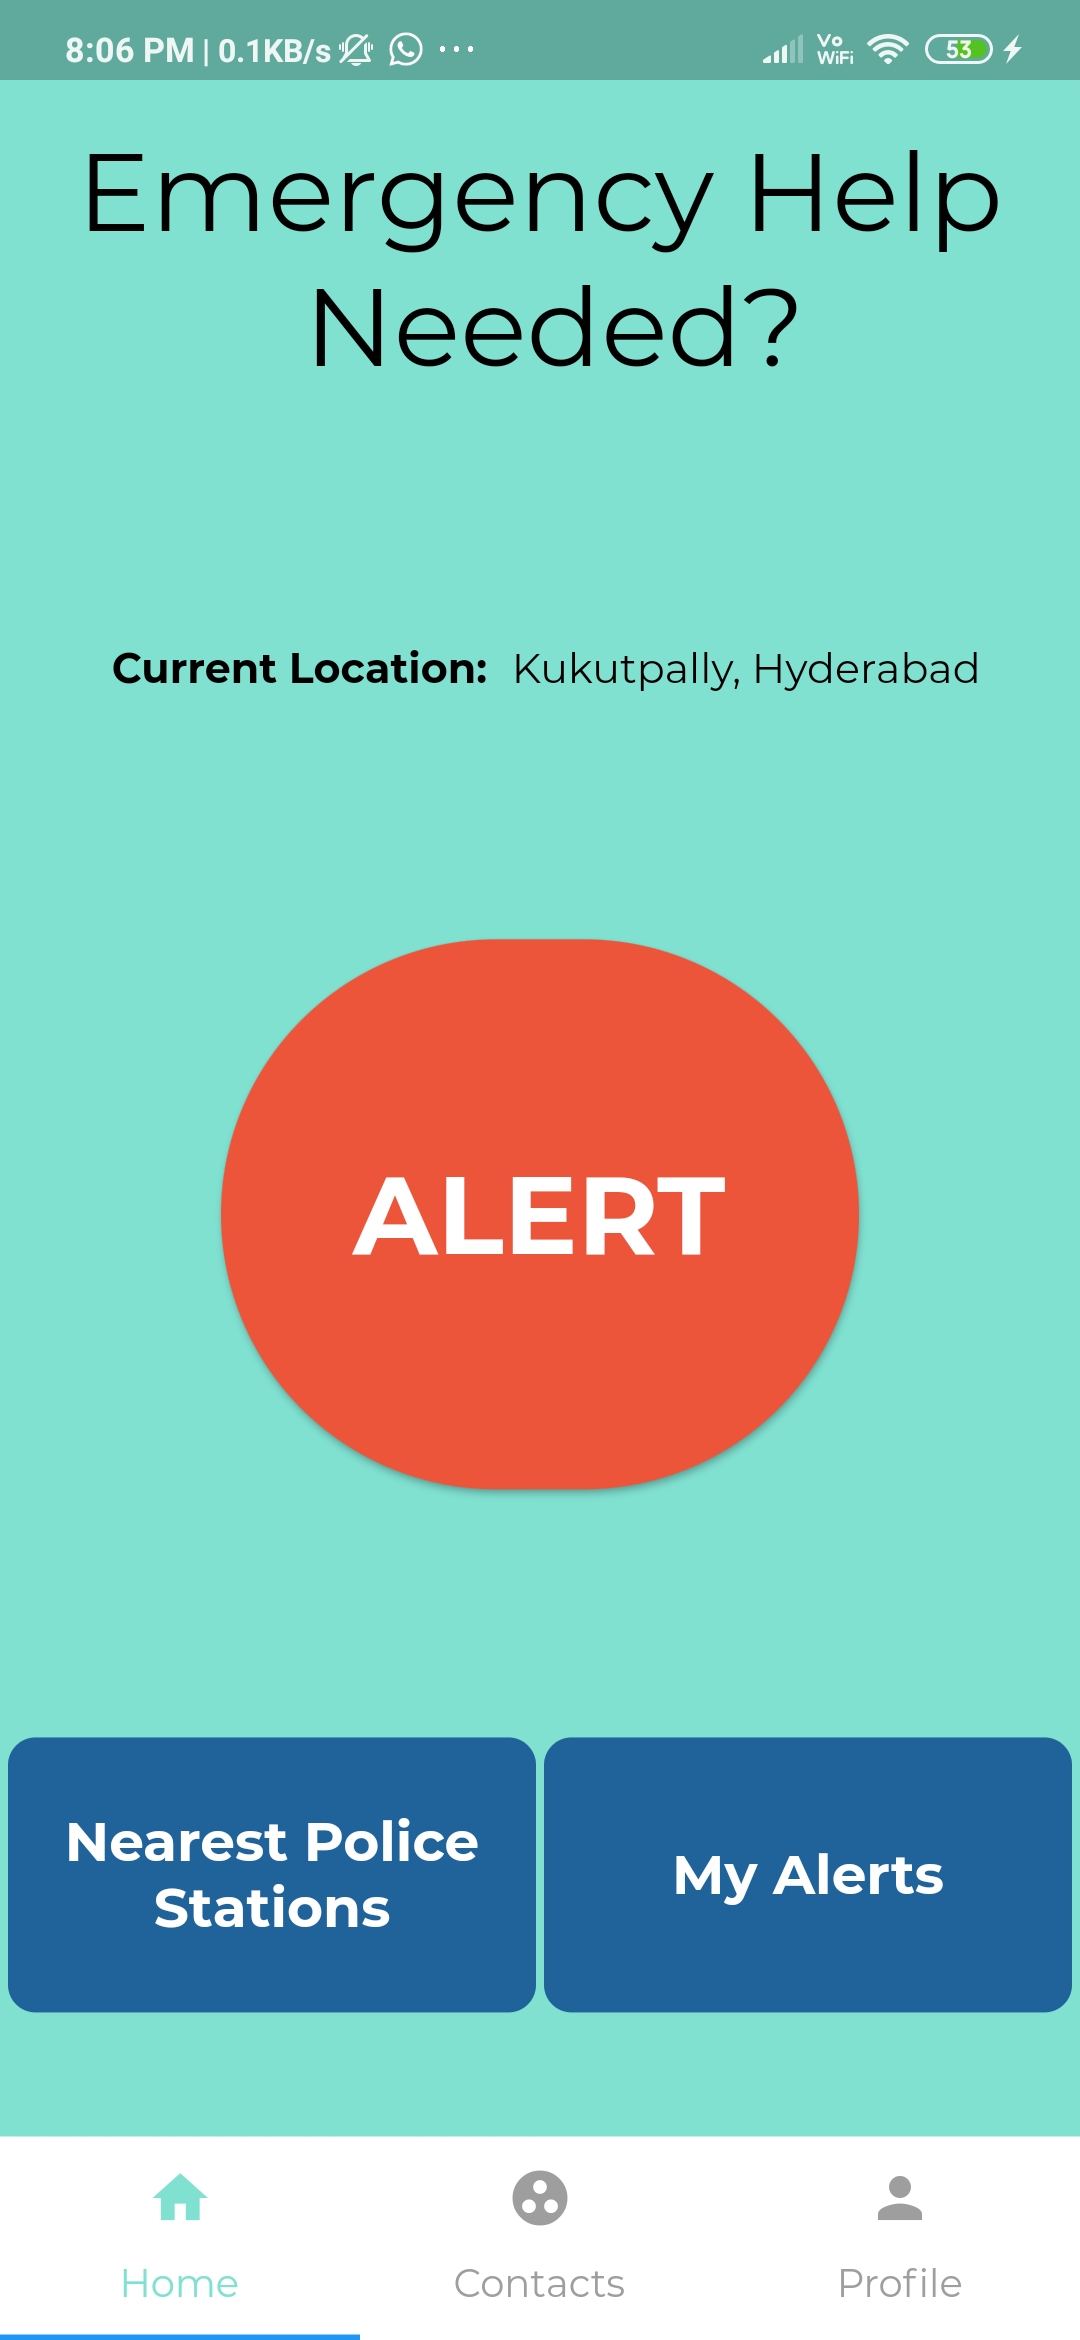 8:06 PM | 0.1KB/s ... Vo WiFi 53
Emergency Help
Needed?
Current Location: Kukutpally, Hyderabad
ALERT
Nearest Police
Stations
My Alerts
Home Contacts Profile